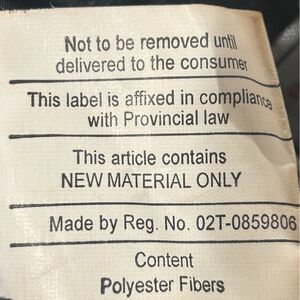 Not to be removed until
delivered to the consumer
This label is affixed in compliance
with Provincial law
This article contains
NEW MATERIAL ONLY
Made by Reg. No. 02T-0859806
Content
Polyester Fibers